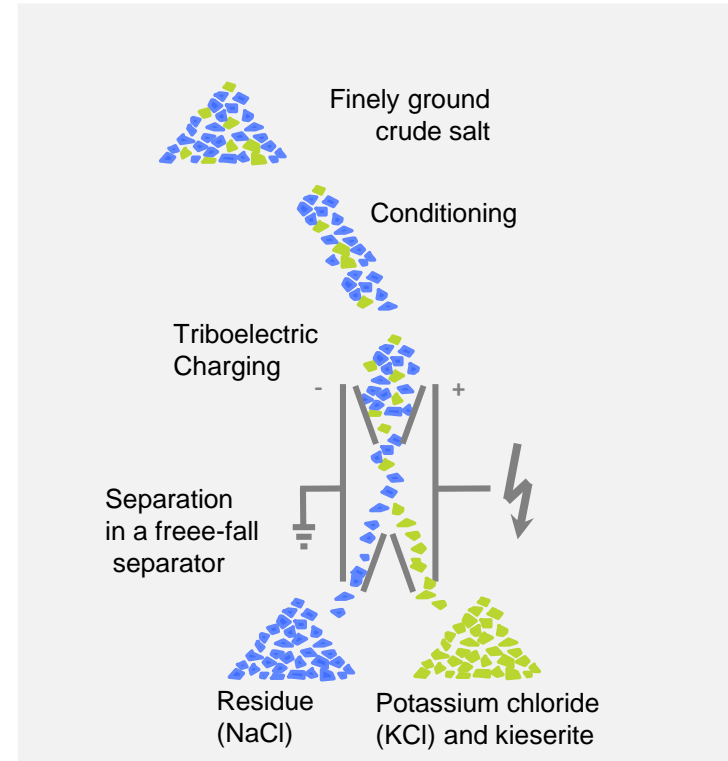 Finely ground
crude salt
Conditioning
Triboelectric
Charging
- +
Separation
in a freee-fall
separator
Residue
(NaCl)
Potassium chloride
(KCl) and kieserite